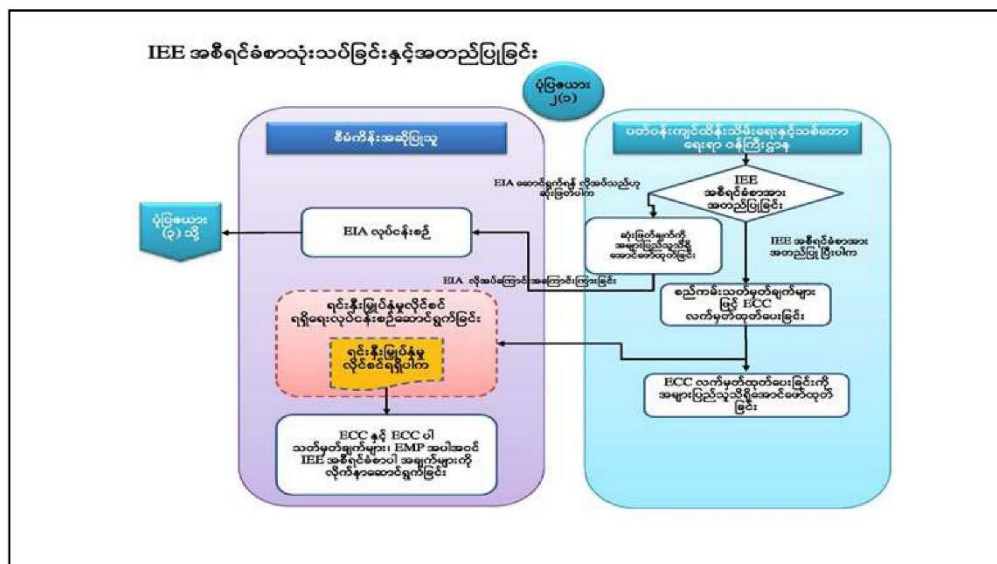 IEE အစီရင်ခံစာသုံးသပ်ခြင်းနှင့်အတည်ပြုခြင်း
ပုံပြဇယား
၂(၁)
စီမံကိန်းအဆိုပြုသူ
ပတ်ဝန်းကျင်ထိန်းသိမ်းရေးနှင့်သစ်တော
ရေးရာ ဝန်ကြီးဌာန
IEE
အစီရင်ခံစာအား
အတည်ပြုခြင်း
EIA ဆောင်ရွက်ရန် လိုအပ်သည်ဟု
ဆုံးဖြတ်ပါက
ပုံပြဇယား
(၃) သို့
EIA လုပ်ငန်းစဉ်
ဆုံးဖြတ်ချက်ကို
အများပြည်သူသိရှိ
အောင်ဖော်ထုတ်ခြင်း
IEE အစီရင်ခံစာအား
အတည်ပြု ပြီးပါက
EIA လိုအပ်ကြောင်းအကြောင်းကြားခြင်း
စည်ကမ်းသတ်မှတ်ချက်များ
ဖြင့် ECC
လက်မှတ်ထုတ်ပေးခြင်း
ရင်းနှီးမြှုပ်နှံမှုလိုင်စင်
ရရှိရေးလုပ်ငန်းစဉ်ဆောင်ရွက်ခြင်း
ရင်းနှီးမြှုပ်နှံမှု
လိုင်စင်ရရှိပါက
ECC လက်မှတ်ထုတ်ပေးခြင်းကို
အများပြည်သူသိရှိအောင်ဖော်ထုတ်
ခြင်း
ECC နှင့် ECC ပါ
သတ်မှတ်ချက်များ၊ EMP အပါအဝင်
IEE အစီရင်ခံစာပါ အချက်များကို
လိုက်နာဆောင်ရွက်ခြင်း